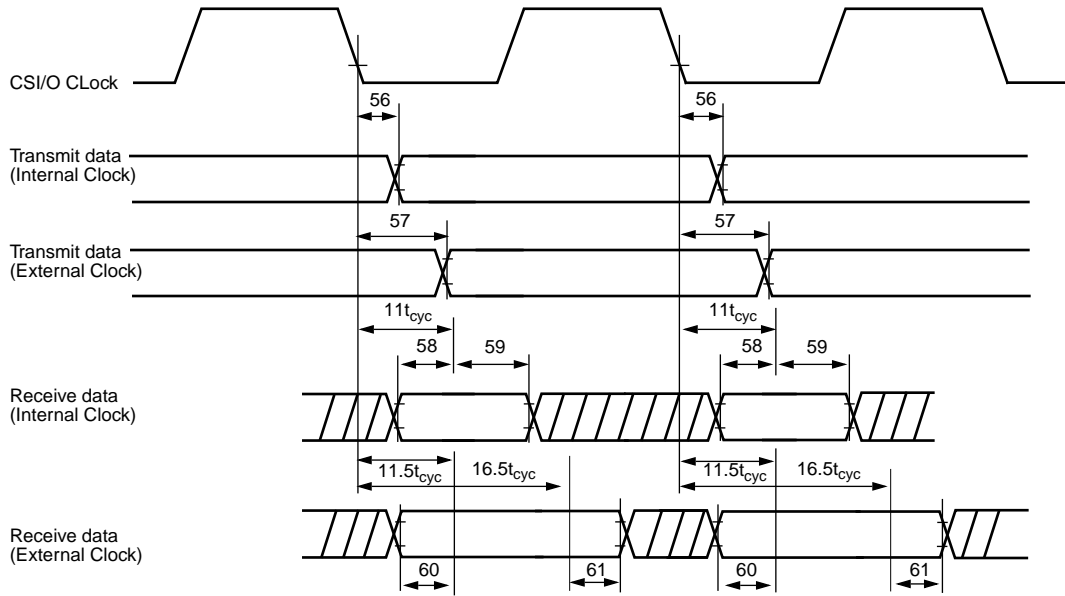 CSI/O CLock
56 56
Transmit data
(Internal Clock)
57 57
Transmit data
(External Clock)
11tcyc 11tcyc
58 59 58 59
Receive data
(Internal Clock)
11.5tcyc 16.5tcyc 11.5tcyc 16.5tcyc
Receive data
(External Clock)
60 61 60 61